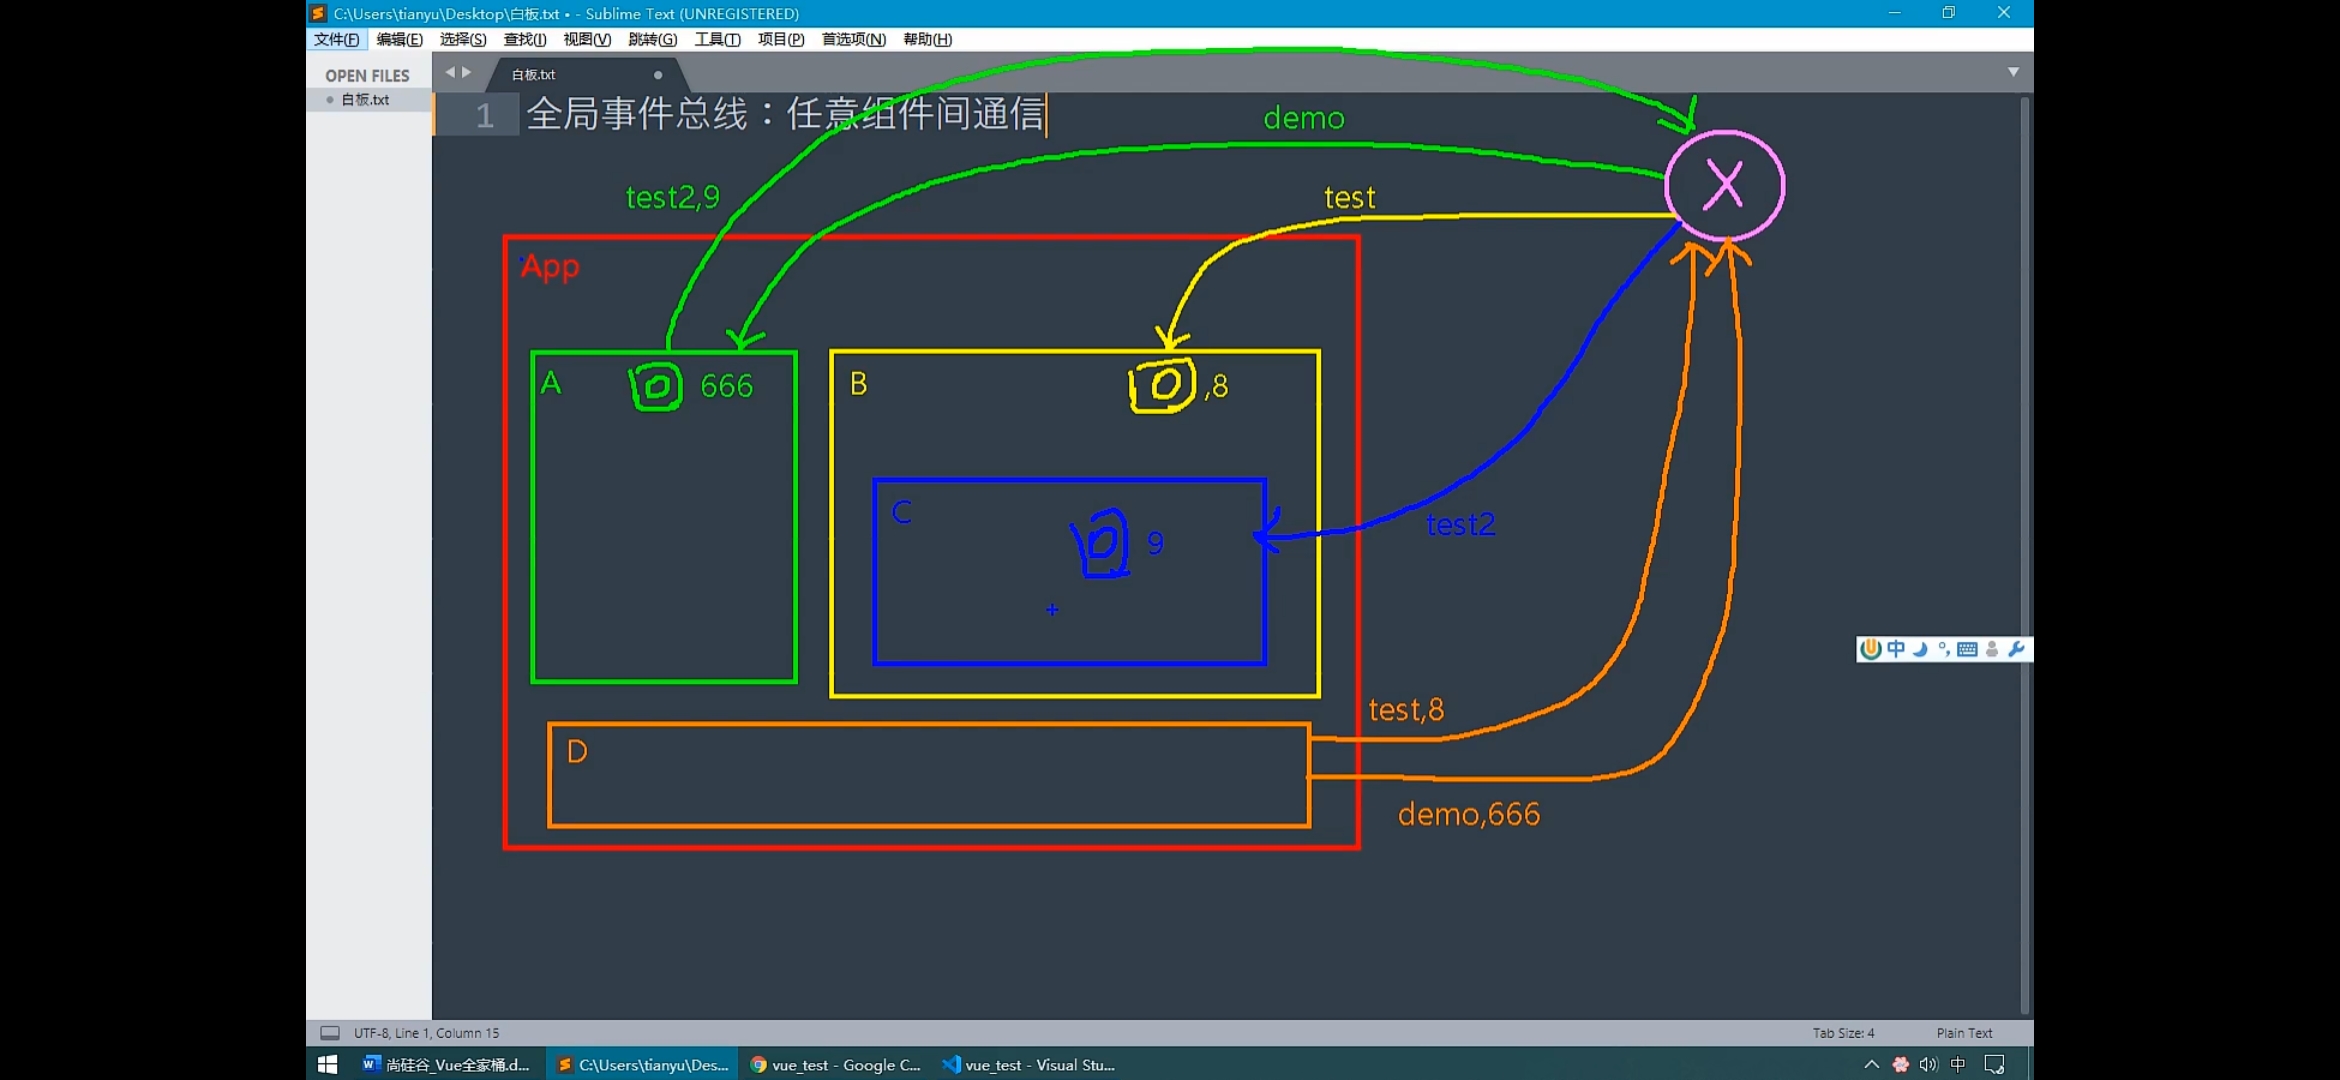 C:\Users\tianyu\Desktop\白板.txt • - Sublime Text (UNREGISTERED)
文件(F) 编辑(E) 选择(S) 查找(I) 视图(V) 跳转(G) 工具(T) 项目(P) 首选项(N) 帮助(H)
OPEN FILES
白板.txt
白板.txt
1 全局事件总线：任意组件间通信
demo
test2,9
test
X
App
A
666
B
,8
C
9
test2
test,8
D
demo,666
中
UTF-8, Line 1, Column 15
Tab Size: 4
Plain Text
尚硅谷_Vue全家桶.d...
C:\Users\tianyu\Des...
vue_test - Google C...
vue_test - Visual Stu...
中